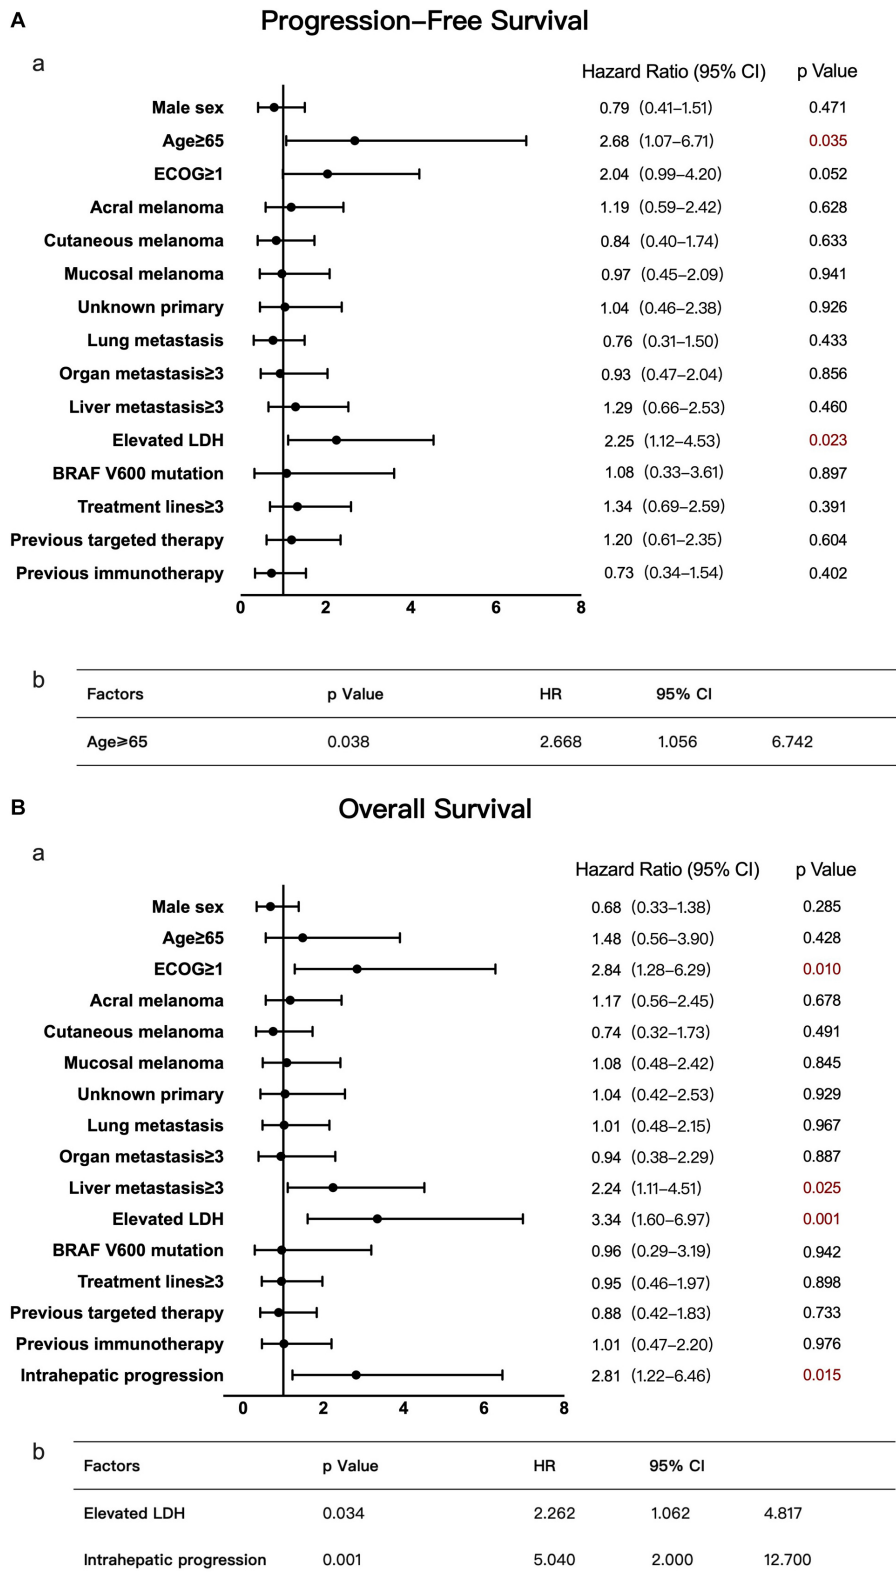 A
Progression–Free Survival
a
Hazard Ratio (95% CI) p Value
Male sex 0.79 (0.41–1.51) 0.471
Age≥65 2.68 (1.07–6.71) 0.035
ECOG≥1 2.04 (0.99–4.20) 0.052
Acral melanoma 1.19 (0.59–2.42) 0.628
Cutaneous melanoma 0.84 (0.40–1.74) 0.633
Mucosal melanoma 0.97 (0.45–2.09) 0.941
Unknown primary 1.04 (0.46–2.38) 0.926
Lung metastasis 0.76 (0.31–1.50) 0.433
Organ metastasis≥3 0.93 (0.47–2.04) 0.856
Liver metastasis≥3 1.29 (0.66–2.53) 0.460
Elevated LDH 2.25 (1.12–4.53) 0.023
BRAF V600 mutation 1.08 (0.33–3.61) 0.897
Treatment lines≥3 1.34 (0.69–2.59) 0.391
Previous targeted therapy 1.20 (0.61–2.35) 0.604
Previous immunotherapy 0.73 (0.34–1.54) 0.402
0 2 4 6 8
b
Factors p Value HR 95% CI
Age≥65 0.038 2.668 1.056 6.742
B
Overall Survival
a
Hazard Ratio (95% CI) p Value
Male sex 0.68 (0.33–1.38) 0.285
Age≥65 1.48 (0.56–3.90) 0.428
ECOG≥1 2.84 (1.28–6.29) 0.010
Acral melanoma 1.17 (0.56–2.45) 0.678
Cutaneous melanoma 0.74 (0.32–1.73) 0.491
Mucosal melanoma 1.08 (0.48–2.42) 0.845
Unknown primary 1.04 (0.42–2.53) 0.929
Lung metastasis 1.01 (0.48–2.15) 0.967
Organ metastasis≥3 0.94 (0.38–2.29) 0.887
Liver metastasis≥3 2.24 (1.11–4.51) 0.025
Elevated LDH 3.34 (1.60–6.97) 0.001
BRAF V600 mutation 0.96 (0.29–3.19) 0.942
Treatment lines≥3 0.95 (0.46–1.97) 0.898
Previous targeted therapy 0.88 (0.42–1.83) 0.733
Previous immunotherapy 1.01 (0.47–2.20) 0.976
Intrahepatic progression 2.81 (1.22–6.46) 0.015
0 2 4 6 8
b
Factors p Value HR 95% CI
Elevated LDH 0.034 2.262 1.062 4.817
Intrahepatic progression 0.001 5.040 2.000 12.700